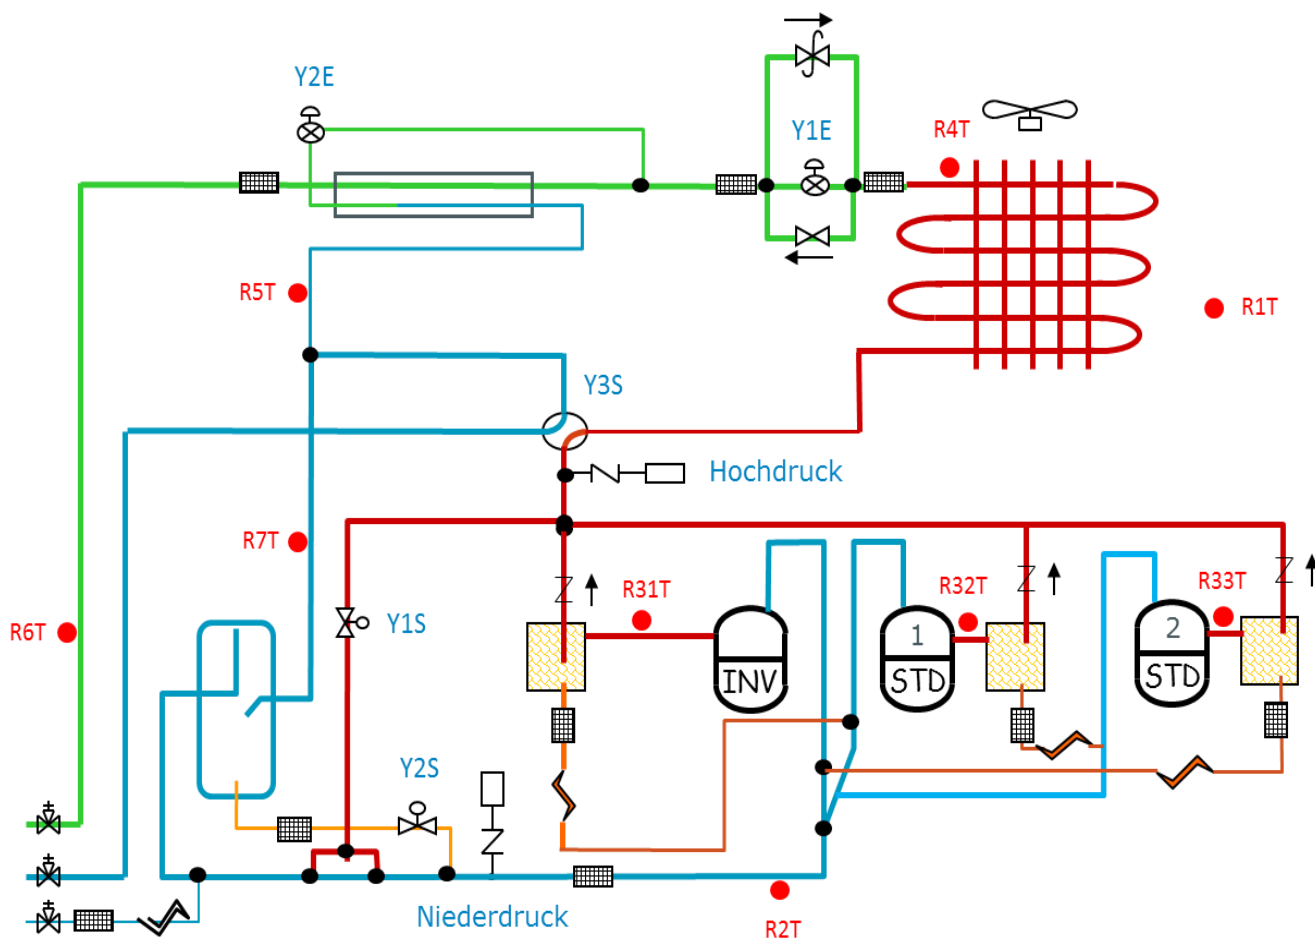 Y2E
Y1E
R4T
R5T
R1T
Y3S
Hochdruck
R7T
R31T
R32T
R33T
R6T
Y1S
1
2
INV
STD
STD
Y2S
Niederdruck
R2T